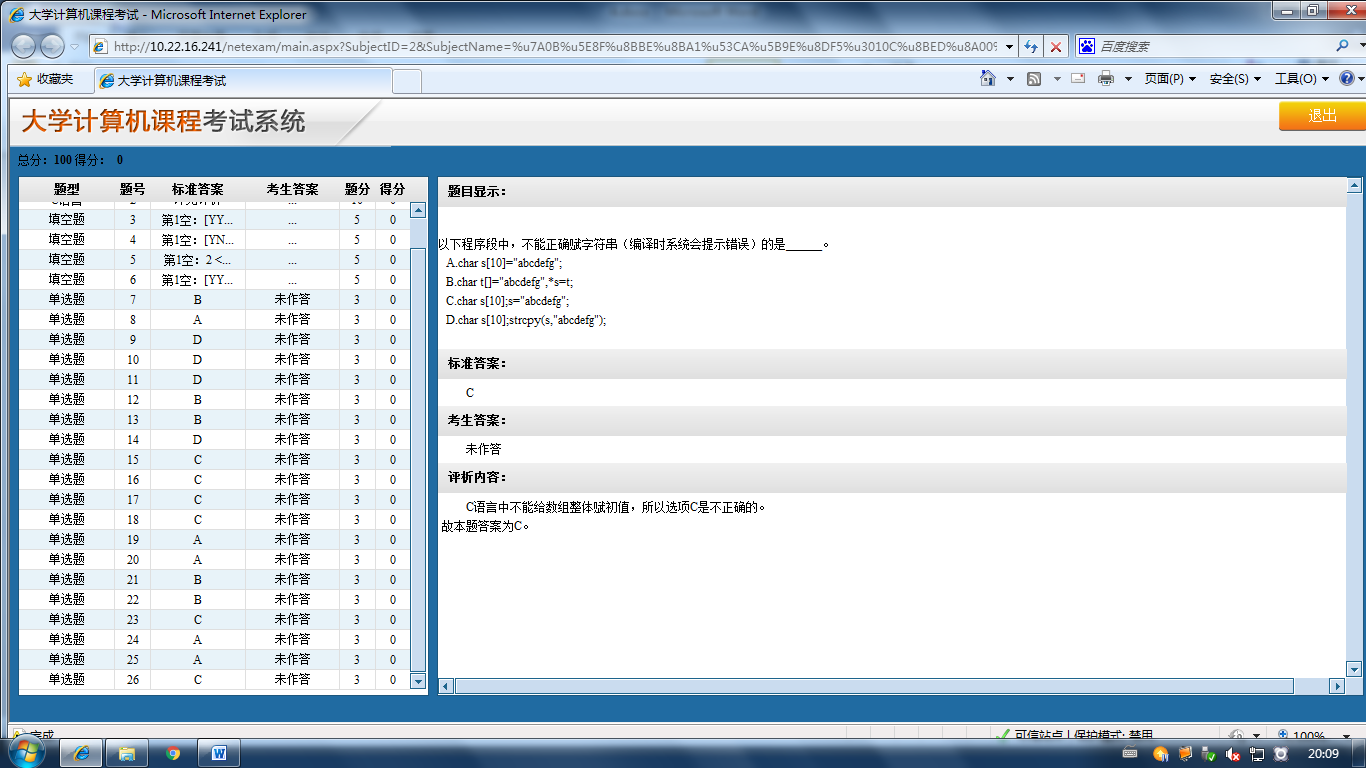 大学计算机课程考试 - Microsoft Internet Explorer
http://10.22.16.241/netexam/main.aspx?SubjectID=2&SubjectName=%u7A0B%u5E8F%u8BBE%u8BA1%u53CA%u5B9E%u8DF5%u3010C%u8BED%u8A00%
百度搜索
收藏夹
大学计算机课程考试
页面(P)
安全(S)
工具(O)
大学计算机课程考试系统
退出
总分：100 得分： 0
题型 题号 标准答案 考生答案 题分 得分
填空题 3 第1空：[YY... ... 5 0
填空题 4 第1空：[YN... ... 5 0
填空题 5 第1空：2 <... ... 5 0
填空题 6 第1空：[YY... ... 5 0
单选题 7 B 未作答 3 0
单选题 8 A 未作答 3 0
单选题 9 D 未作答 3 0
单选题 10 D 未作答 3 0
单选题 11 D 未作答 3 0
单选题 12 B 未作答 3 0
单选题 13 B 未作答 3 0
单选题 14 D 未作答 3 0
单选题 15 C 未作答 3 0
单选题 16 C 未作答 3 0
单选题 17 C 未作答 3 0
单选题 18 C 未作答 3 0
单选题 19 A 未作答 3 0
单选题 20 A 未作答 3 0
单选题 21 B 未作答 3 0
单选题 22 B 未作答 3 0
单选题 23 C 未作答 3 0
单选题 24 A 未作答 3 0
单选题 25 A 未作答 3 0
单选题 26 C 未作答 3 0
题目显示：
以下程序段中，不能正确赋字符串（编译时系统会提示错误）的是______。
A.char s[10]="abcdefg";
B.char t[]="abcdefg",*s=t;
C.char s[10];s="abcdefg";
D.char s[10];strcpy(s,"abcdefg");
标准答案：
C
考生答案：
未作答
评析内容：
C语言中不能给数组整体赋初值，所以选项C是不正确的。
故本题答案为C。
完成
可信站点 | 保护模式: 禁用
100%
20:09